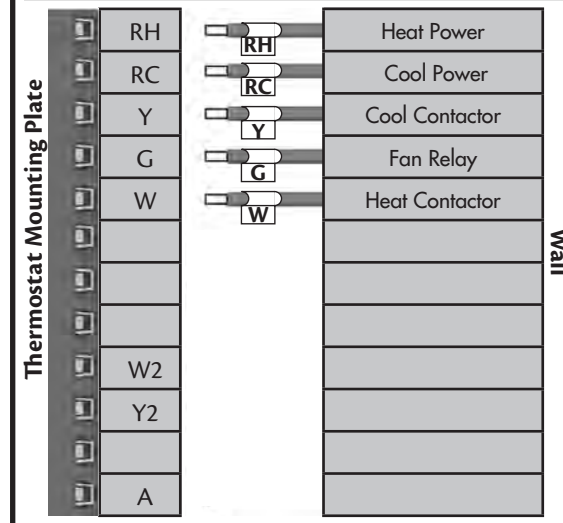 Thermostat Mounting Plate
RH RH Heat Power
RC RC Cool Power
Y Y Cool Contactor
G G Fan Relay
W W Heat Contactor
W2
Y2
A
Wall